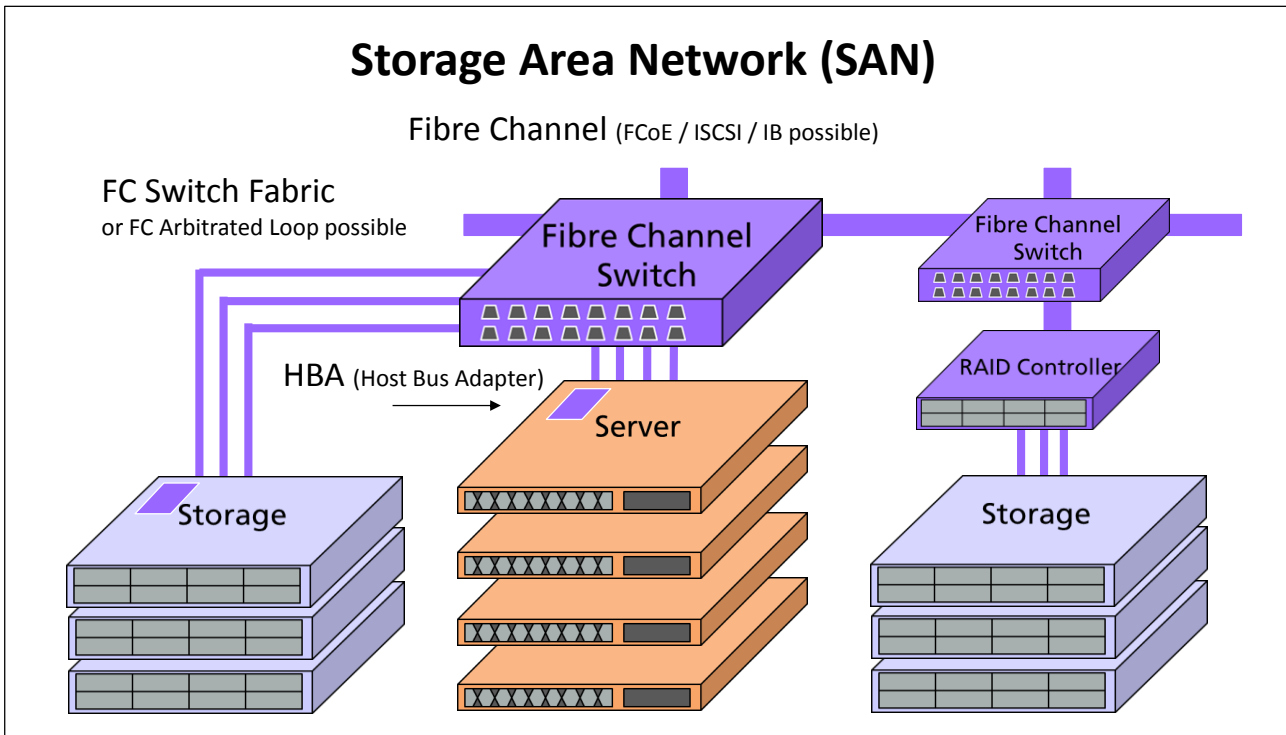 Storage Area Network (SAN)
Fibre Channel (FCoE / ISCSI / IB possible)
FC Switch Fabric
or FC Arbitrated Loop possible
Fibre Channel
Switch
Fibre Channel
Switch
HBA (Host Bus Adapter)
RAID Controller
Server
Storage
Storage